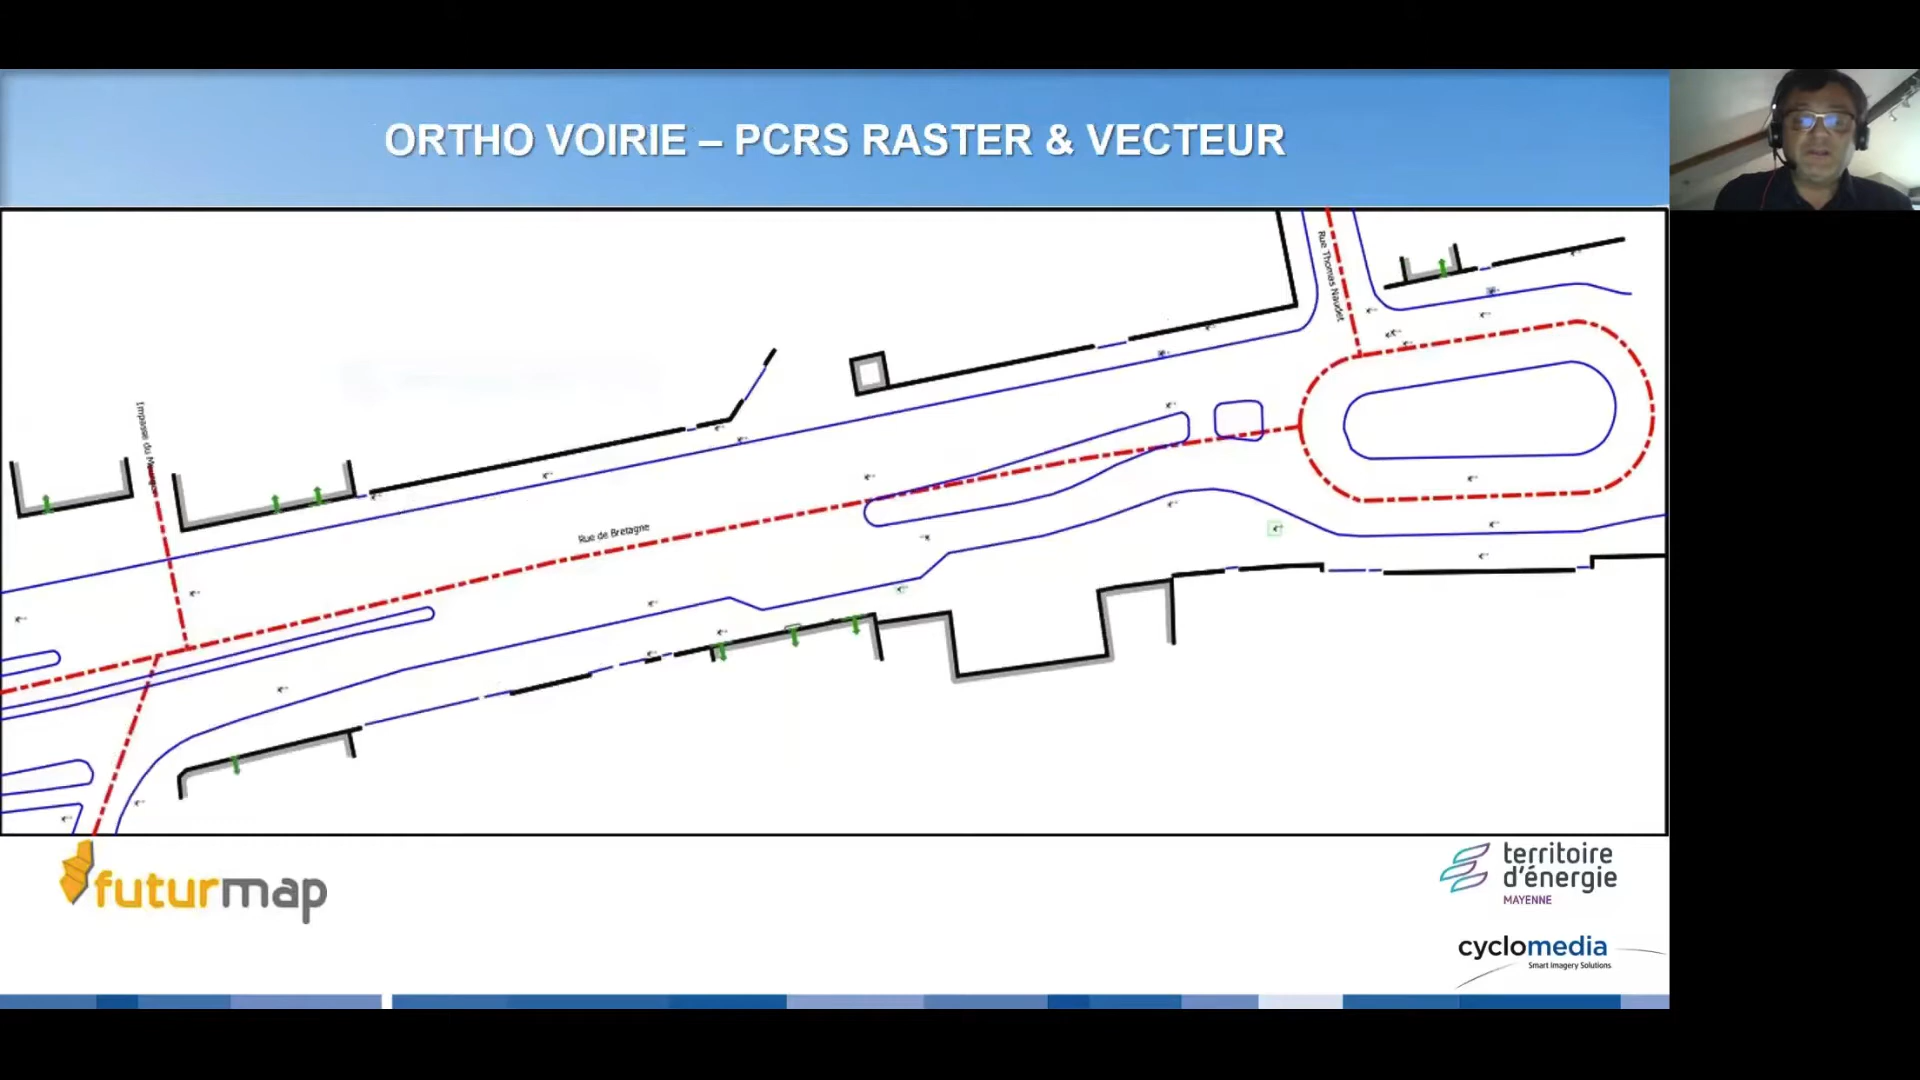 ORTHO VOIRIE – PCRS RASTER & VECTEUR
Rue Thomas Naudet
Impasse du
Rue de Bretagne
futurmap
territoire
d'énergie
MAYENNE
cyclomedia
Smart Imagery Solutions